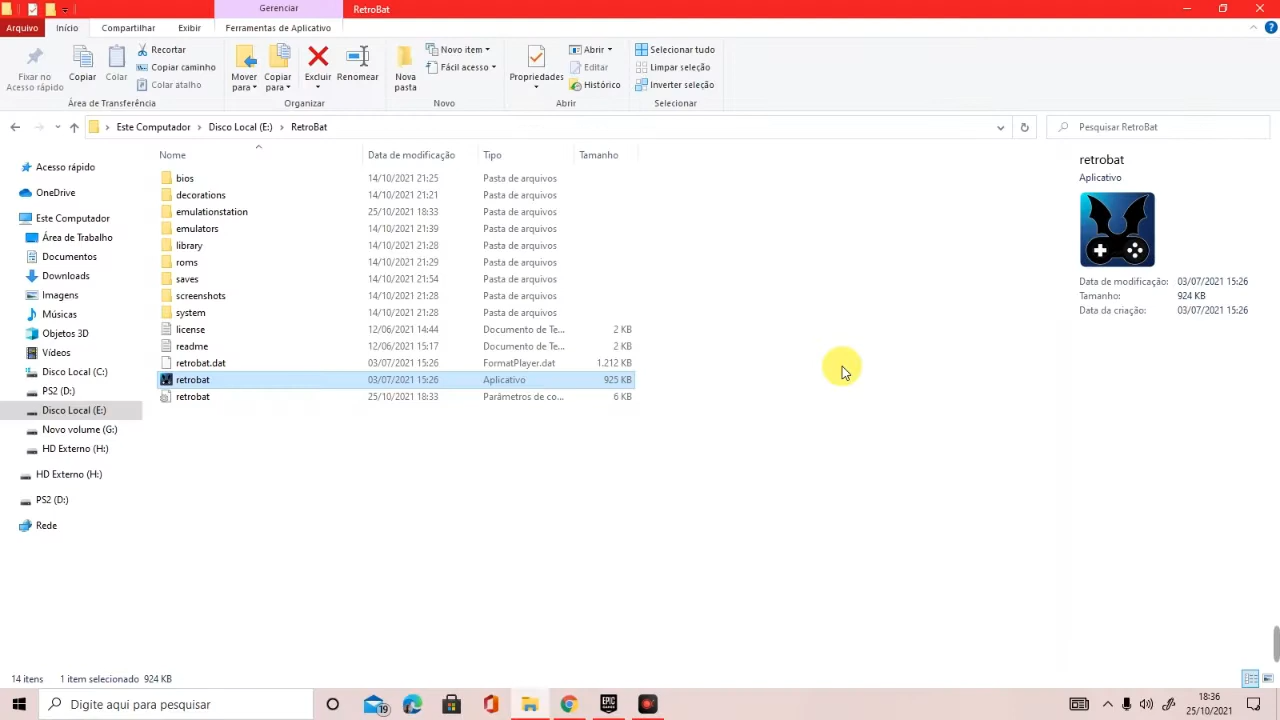 Gerenciar RetroBat
Arquivo Início Compartilhar Exibir Ferramentas de Aplicativo
Fixar no Acesso rápido
Copiar
Colar
Recortar
Copiar caminho
Colar atalho
Mover para
Copiar para
Excluir
Renomear
Nova pasta
Novo item
Fácil acesso
Propriedades
Abrir
Editar
Histórico
Selecionar tudo
Limpar seleção
Inverter seleção
Área de Transferência Organizar Novo Abrir Selecionar
Este Computador Disco Local (E:) RetroBat Pesquisar RetroBat
Nome Data de modificação Tipo Tamanho
bios 14/10/2021 21:25 Pasta de arquivos
decorations 14/10/2021 21:21 Pasta de arquivos
emulationstation 25/10/2021 18:33 Pasta de arquivos
emulators 14/10/2021 21:39 Pasta de arquivos
library 14/10/2021 21:28 Pasta de arquivos
roms 14/10/2021 21:29 Pasta de arquivos
saves 14/10/2021 21:54 Pasta de arquivos
screenshots 14/10/2021 21:28 Pasta de arquivos
system 14/10/2021 21:28 Pasta de arquivos
license 12/06/2021 14:44 Documento de Te... 2 KB
readme 12/06/2021 15:17 Documento de Te... 2 KB
retrobat.dat 03/07/2021 15:26 FormatPlayer.dat 1.212 KB
retrobat 03/07/2021 15:26 Aplicativo 925 KB
retrobat 25/10/2021 18:33 Parâmetros de co... 6 KB
Acesso rápido
OneDrive
Este Computador
Área de Trabalho
Documentos
Downloads
Imagens
Músicas
Objetos 3D
Vídeos
Disco Local (C:)
PS2 (D:)
Disco Local (E:)
Novo volume (G:)
HD Externo (H:)
HD Externo (H:)
PS2 (D:)
Rede
retrobat
Aplicativo
Data de modificação: 03/07/2021 15:26
Tamanho: 924 KB
Data da criação: 03/07/2021 15:26
14 itens 1 item selecionado 924 KB
Digite aqui para pesquisar
19
EPIC GAMES
18:36
25/10/2021